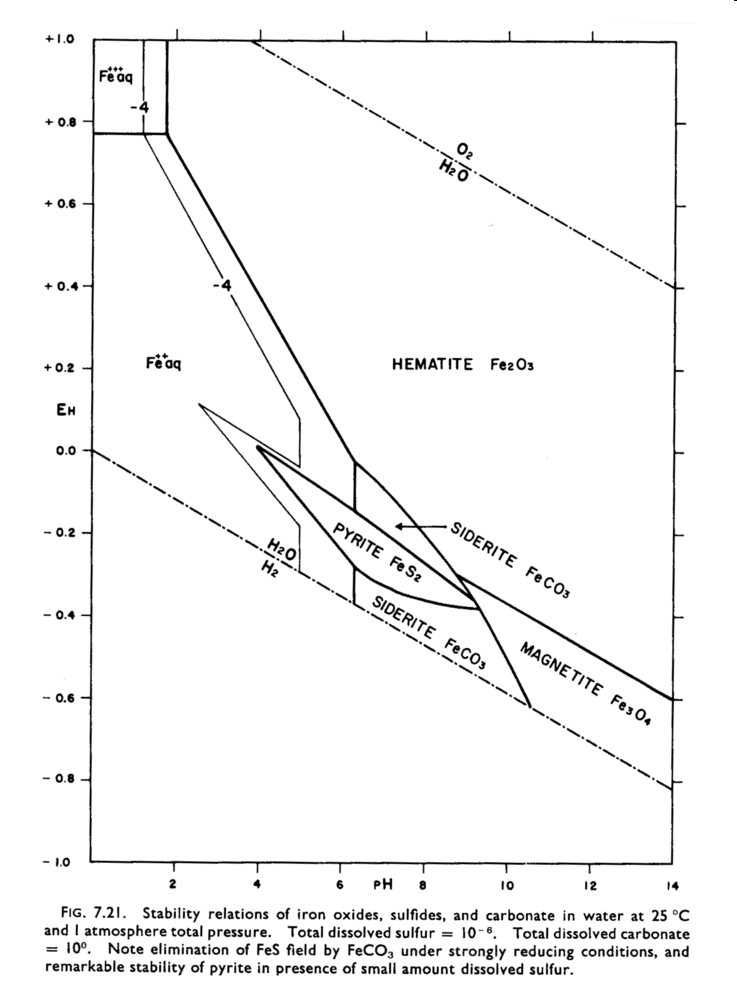 +1.0
Fe+++aq
-4
+ 0.8
O2
H2O
+ 0.6
+ 0.4
-4
+ 0.2
Fe++aq
HEMATITE Fe2O3
EH
0.0
- 0.2
PYRITE FeS2
SIDERITE FeCO3
H2O
H2
- 0.4
SIDERITE FeCO3
MAGNETITE Fe3O4
- 0.6
- 0.8
- 1.0
2 4 6 PH 8 10 12 14
FIG. 7.21. Stability relations of iron oxides, sulfides, and carbonate in water at 25 °C
and 1 atmosphere total pressure. Total dissolved sulfur = 10⁻⁶. Total dissolved carbonate
= 10⁰. Note elimination of FeS field by FeCO3 under strongly reducing conditions, and
remarkable stability of pyrite in presence of small amount dissolved sulfur.